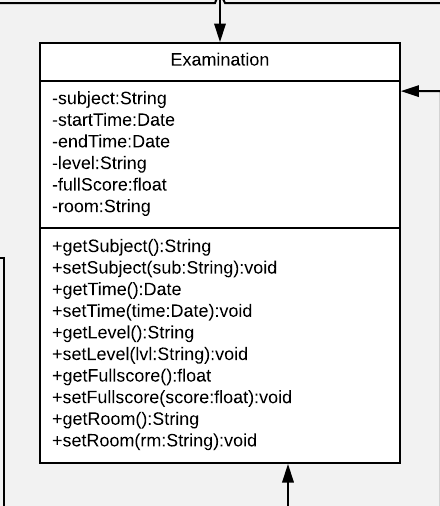 Examination
-subject:String
-startTime:Date
-endTime:Date
-level:String
-fullScore:float
-room:String
+getSubject():String
+setSubject(sub:String):void
+getTime():Date
+setTime(time:Date):void
+getLevel():String
+setLevel(lvl:String):void
+getFullscore():float
+setFullscore(score:float):void
+getRoom():String
+setRoom(rm:String):void